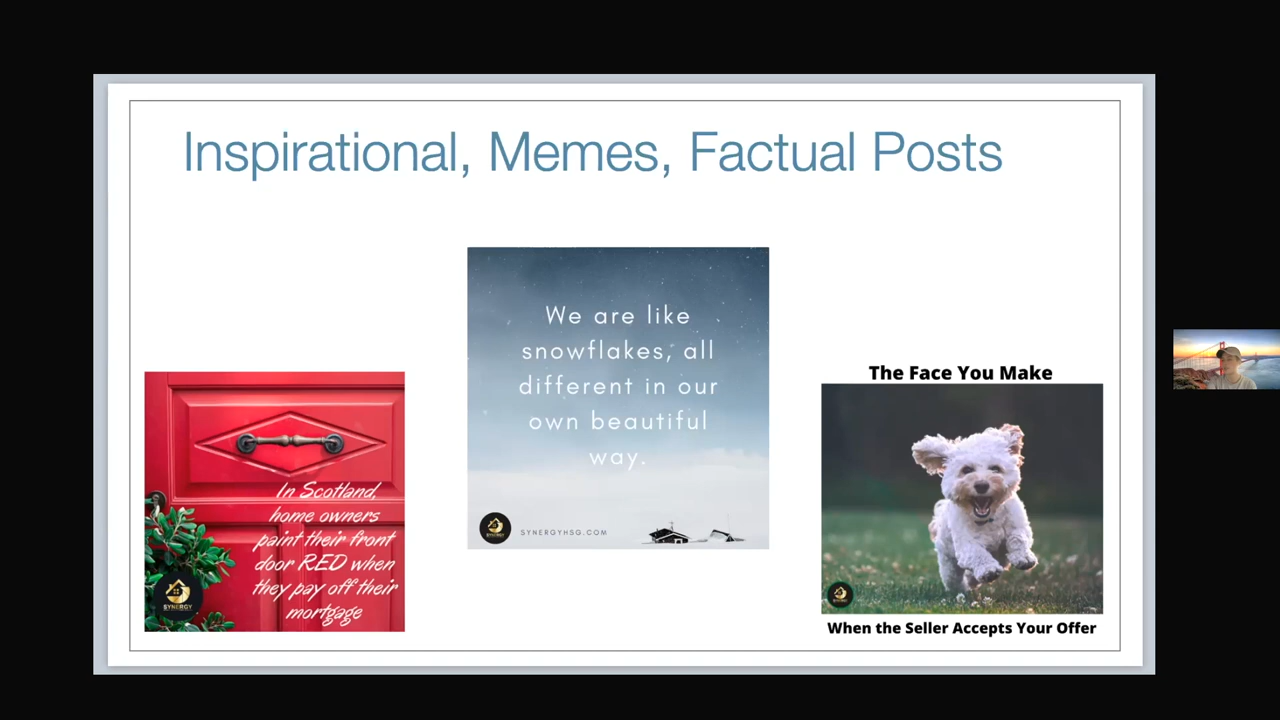 Inspirational, Memes, Factual Posts
We are like
snowflakes, all
different in our
own beautiful
way.
SYNERGYHSG.COM
In Scotland,
home owners
paint their front
door RED when
they pay off their
mortgage
SYNERGY
The Face You Make
When the Seller Accepts Your Offer